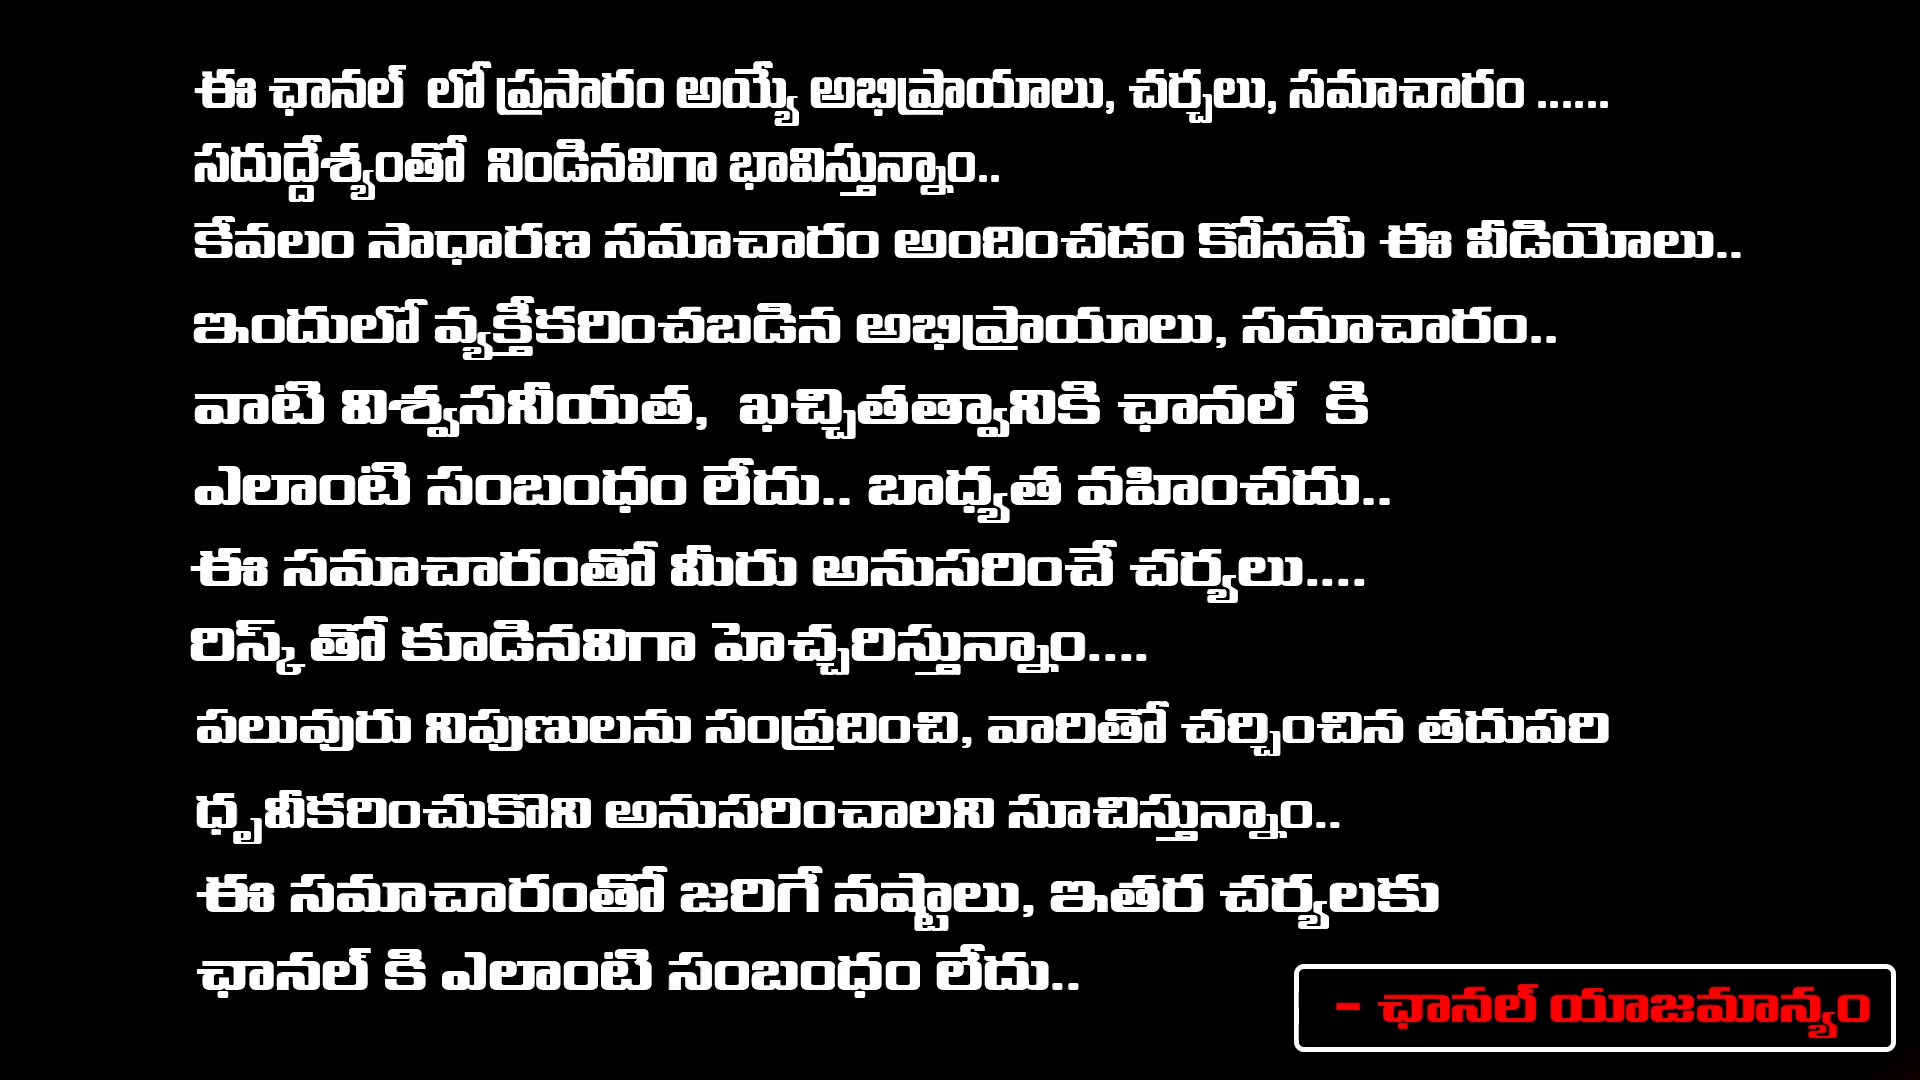 ఈ ఛానల్ లో ప్రసారం అయ్యే అభిప్రాయాలు, చర్చలు, సమాచారం ......
సదుద్దేశ్యంతో నిండినవిగా భావిస్తున్నాం..
కేవలం సాధారణ సమాచారం అందించడం కోసమే ఈ వీడియోలు..
ఇందులో వ్యక్తీకరించబడిన అభిప్రాయాలు, సమాచారం..
వాటి విశ్వసనీయత, ఖచ్చితత్వానికి ఛానల్ కి
ఎలాంటి సంబంధం లేదు.. బాధ్యత వహించదు..
ఈ సమాచారంతో మీరు అనుసరించే చర్యలు....
రిస్క్ తో కూడినవిగా హెచ్చరిస్తున్నాం....
పలువురు నిపుణులను సంప్రదించి, వారితో చర్చించిన తదుపరి
ధృవీకరించుకొని అనుసరించాలని సూచిస్తున్నాం..
ఈ సమాచారంతో జరిగే నష్టాలు, ఇతర చర్యలకు
ఛానల్ కి ఎలాంటి సంబంధం లేదు..
- ఛానల్ యాజమాన్యం